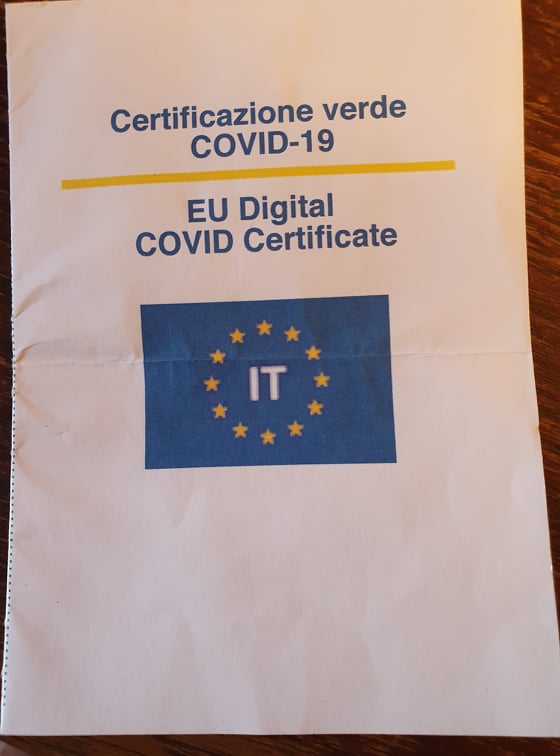 Certificazione verde
COVID-19
EU Digital
COVID Certificate
IT